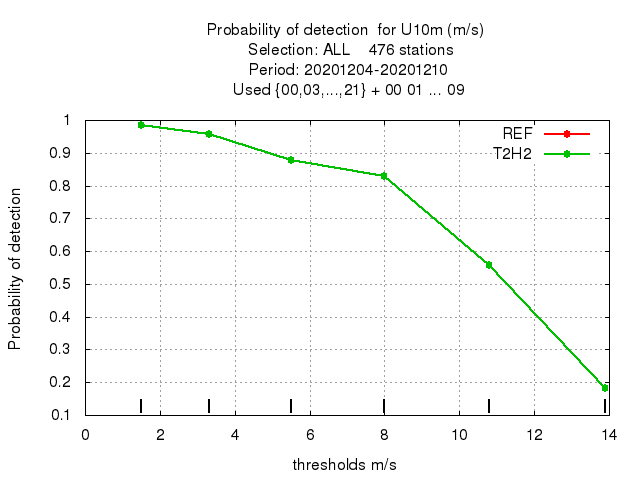 Probability of detection  for U10m (m/s)
Selection: ALL    476 stations
Period: 20201204-20201210
Used {00,03,...,21} + 00 01 ... 09
REF
T2H2
Probability of detection
1
0.9
0.8
0.7
0.6
0.5
0.4
0.3
0.2
0.1
0 2 4 6 8 10 12 14
thresholds m/s